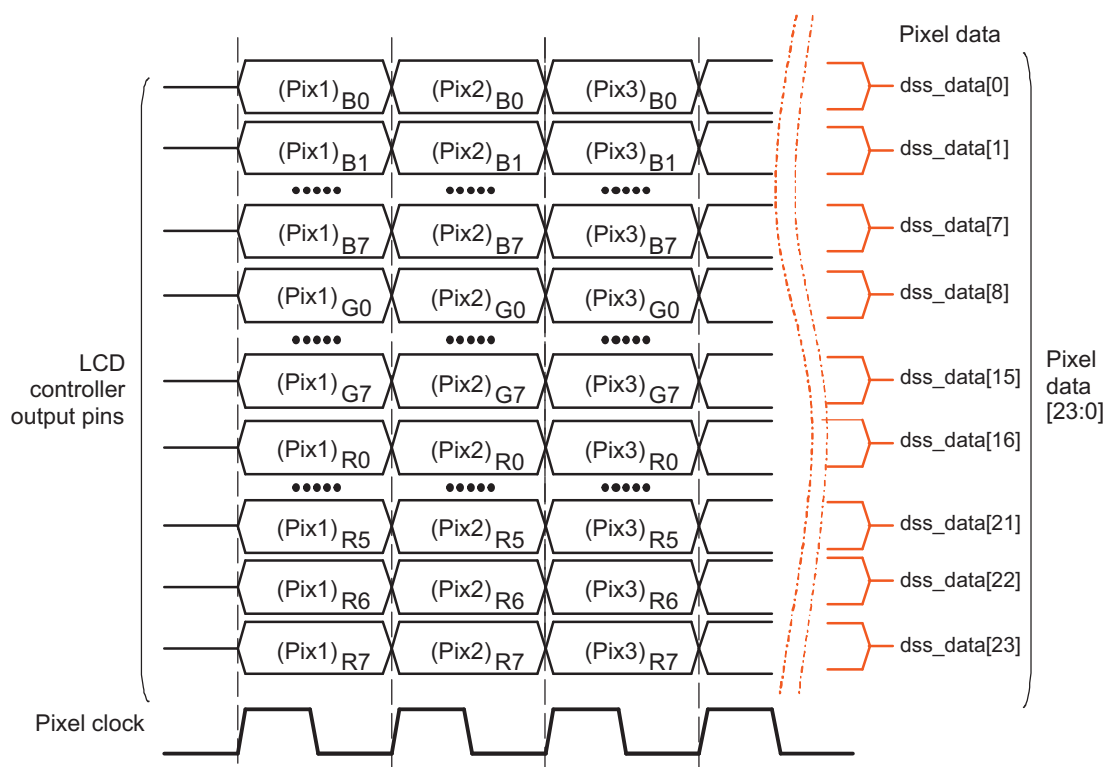 Pixel data
(Pix1)B0 (Pix2)B0 (Pix3)B0 dss_data[0]
(Pix1)B1 (Pix2)B1 (Pix3)B1 dss_data[1]
(Pix1)B7 (Pix2)B7 (Pix3)B7 dss_data[7]
(Pix1)G0 (Pix2)G0 (Pix3)G0 dss_data[8]
LCD
controller
output pins
(Pix1)G7 (Pix2)G7 (Pix3)G7 dss_data[15]
Pixel
data
[23:0]
(Pix1)R0 (Pix2)R0 (Pix3)R0 dss_data[16]
(Pix1)R5 (Pix2)R5 (Pix3)R5 dss_data[21]
(Pix1)R6 (Pix2)R6 (Pix3)R6 dss_data[22]
(Pix1)R7 (Pix2)R7 (Pix3)R7 dss_data[23]
Pixel clock